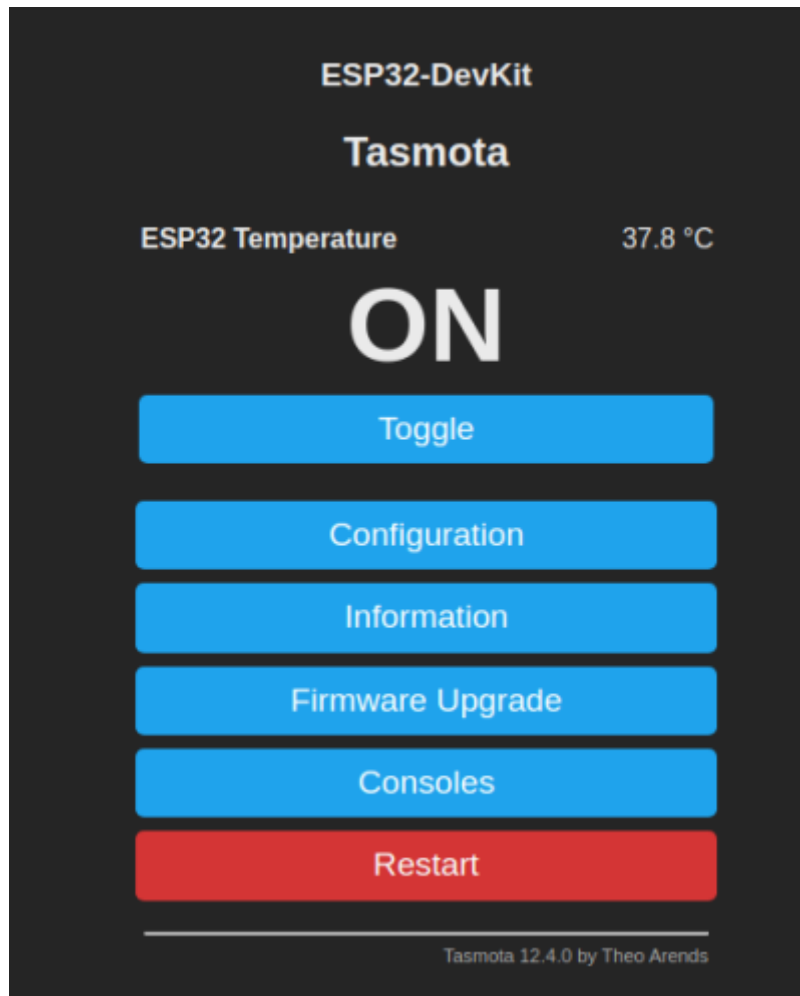 ESP32-DevKit
Tasmota
ESP32 Temperature 37.8 °C
ON
Toggle
Configuration
Information
Firmware Upgrade
Consoles
Restart
Tasmota 12.4.0 by Theo Arends